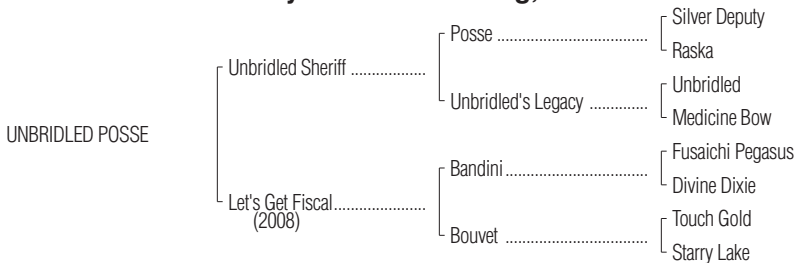 Silver Deputy
Posse ......................................
Raska
Unbridled Sheriff ..................
Unbridled
Unbridled's Legacy ..............
Medicine Bow
UNBRIDLED POSSE
Fusaichi Pegasus
Bandini.....................................
Divine Dixie
Let's Get Fiscal.......................
(2008)
Touch Gold
Bouvet .....................................
Starry Lake